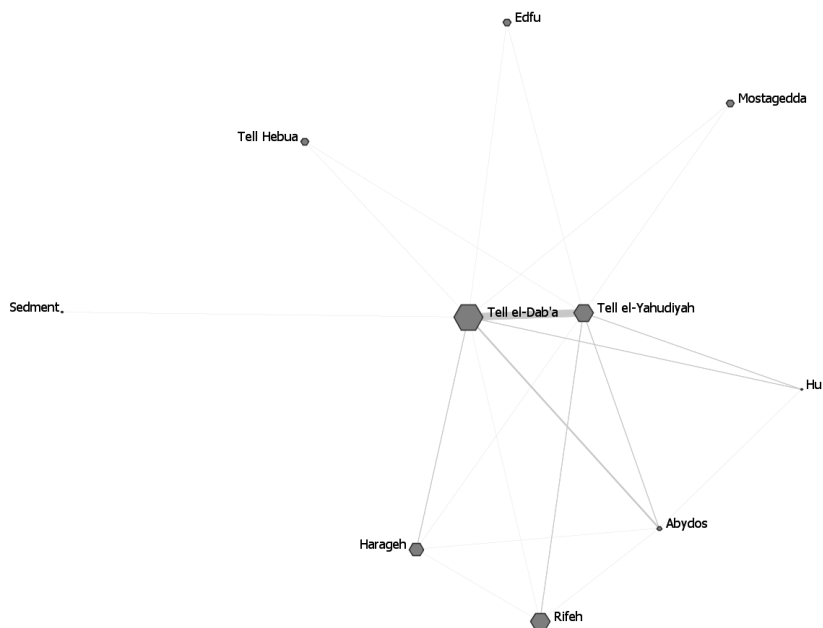 Edfu
Mostagedda
Tell Hebua
Sedment
Tell el-Dab'a
Tell el-Yahudiyah
Hu
Abydos
Harageh
Rifeh